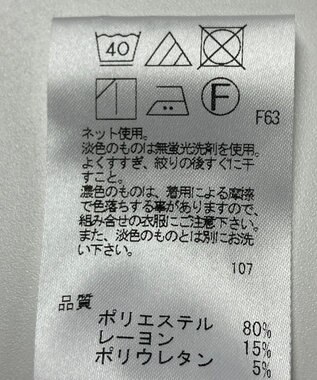 40
F
F63
ネット使用。
淡色のものは無蛍光洗剤を使用。
よくすすぎ、絞りの後すぐに干
すこと。
濃色のものは、着用による摩擦
で色落ちする事がありますので、
組み合せの衣服にご注意下さい。
また、淡色のものとは別にお洗
い下さい。
107
品質
ポリエステル 80%
レーヨン 15%
ポリウレタン 5%